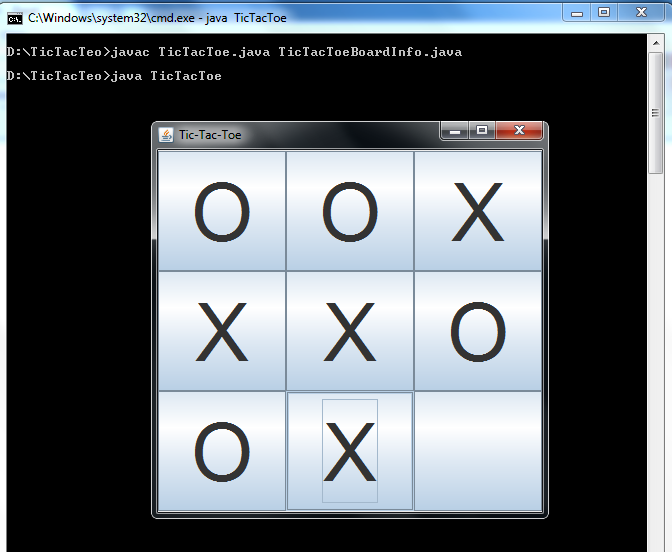 C:\Windows\system32\cmd.exe - java  TicTacToe
D:\TicTacTeo>javac TicTacToe.java TicTacToeBoardInfo.java
D:\TicTacTeo>java TicTacToe
Tic-Tac-Toe
O O X
X X O
O X